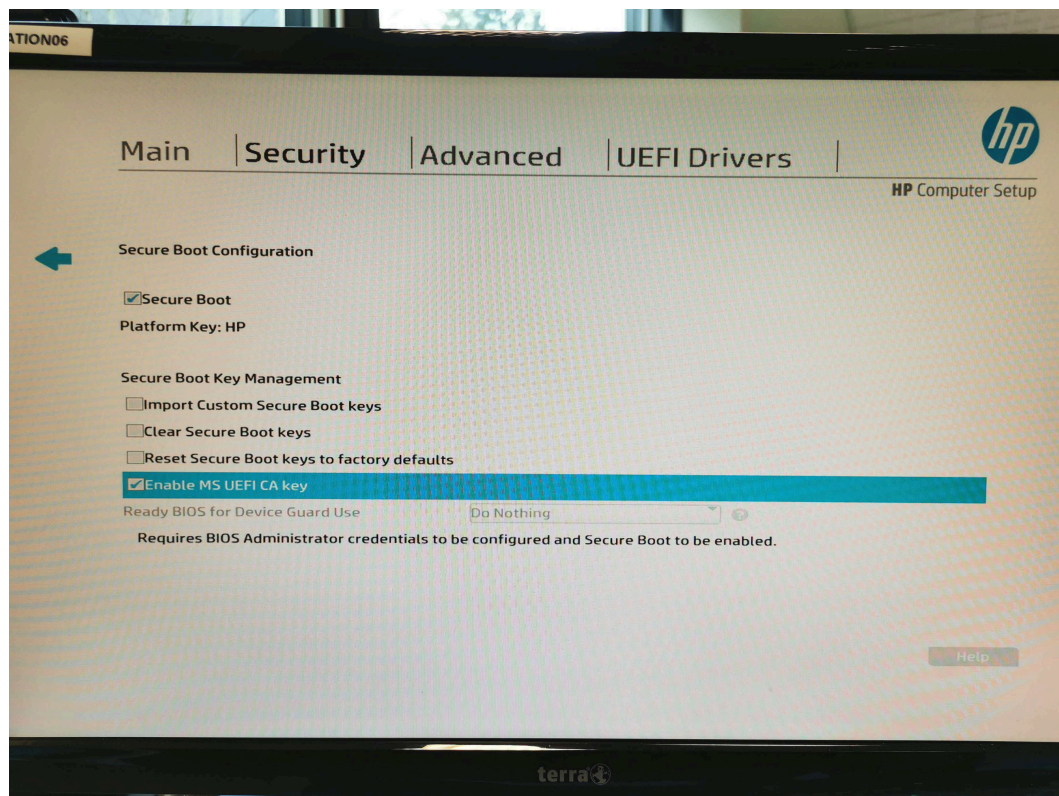 ATION06
hp
Main Security Advanced UEFI Drivers
HP Computer Setup
Secure Boot Configuration
Secure Boot
Platform Key: HP
Secure Boot Key Management
Import Custom Secure Boot keys
Clear Secure Boot keys
Reset Secure Boot keys to factory defaults
Enable MS UEFI CA key
Ready BIOS for Device Guard Use Do Nothing ?
Requires BIOS Administrator credentials to be configured and Secure Boot to be enabled.
Help
terra